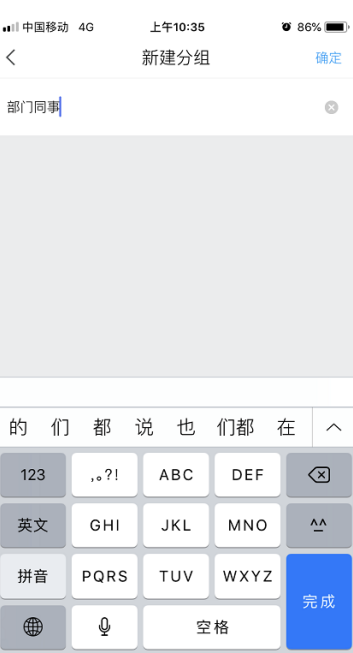 中国移动 4G 上午10:35 86%
新建分组 确定
部门同事
的 们 都 说 也 们都 在
123 ,。?! ABC DEF
英文 GHI JKL MNO ^^
拼音 PQRS TUV WXYZ 完成
空格